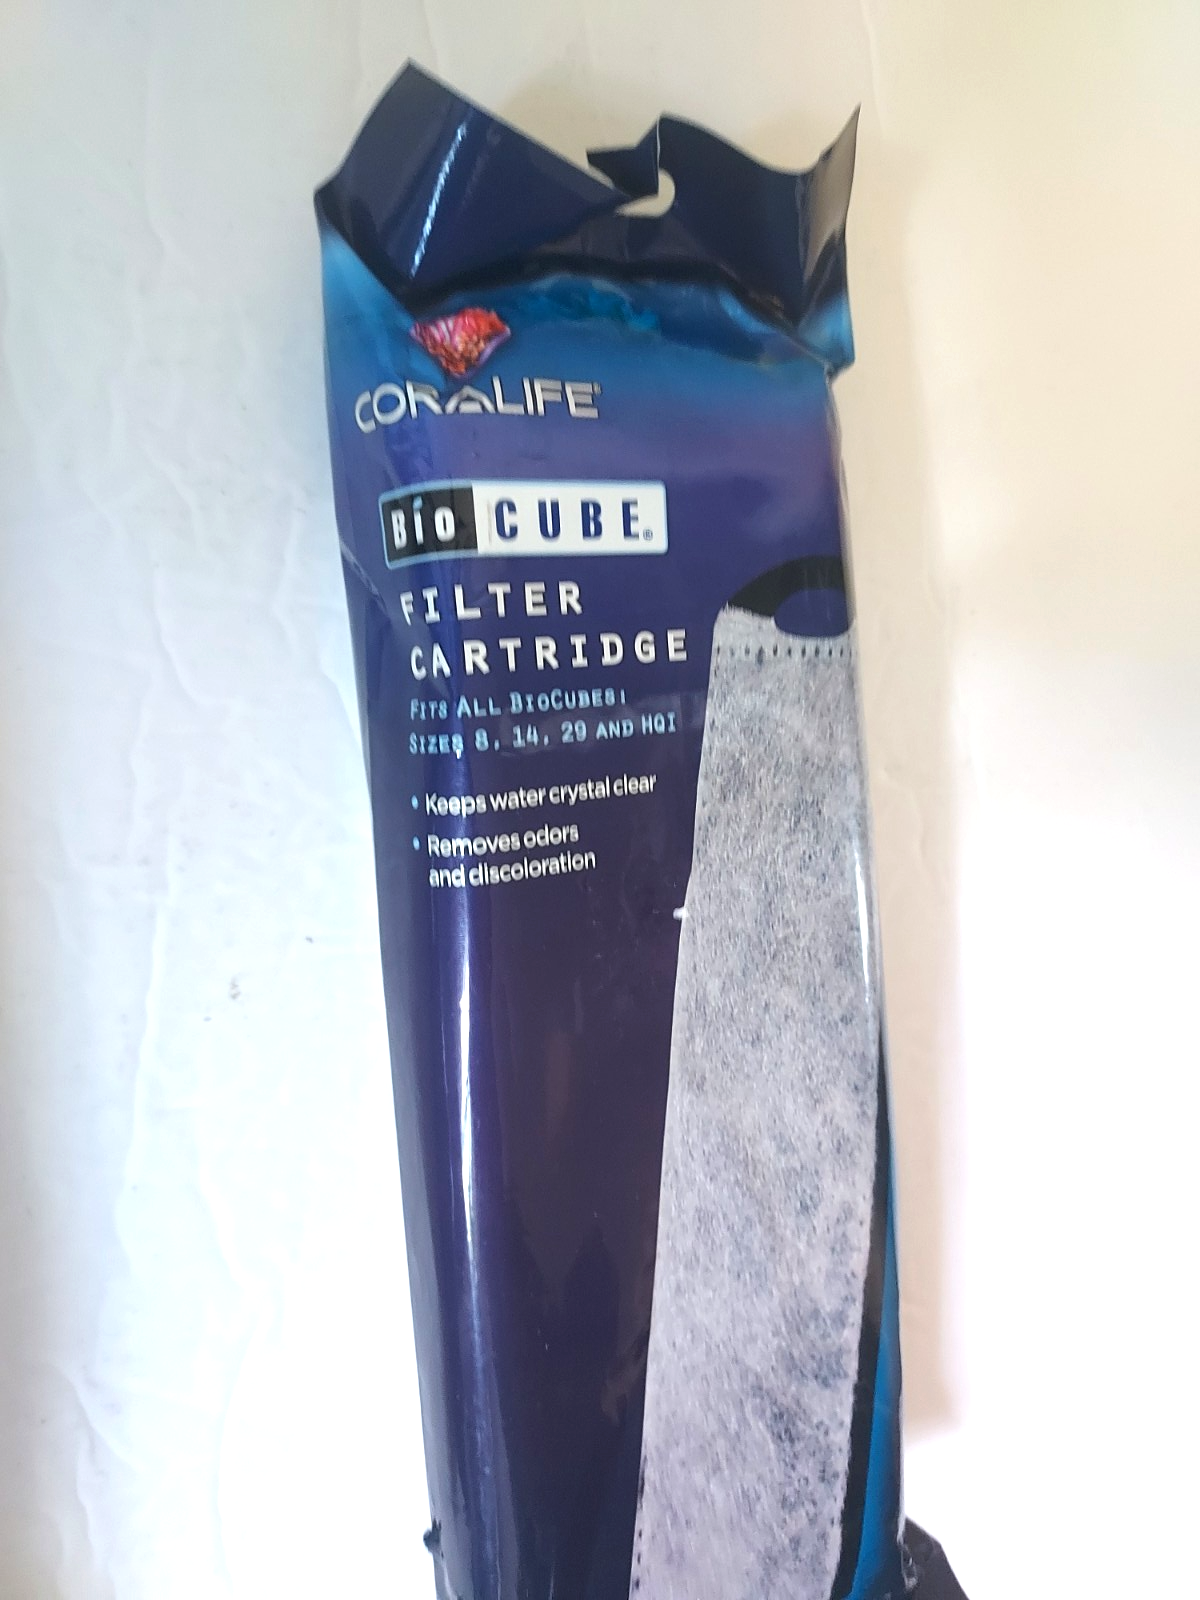 CORALIFE®
Bio CUBE®
FILTER
CARTRIDGE
FITS ALL BIOCUBES:
SIZES 8, 14, 29 AND HQI
• Keeps water crystal clear
• Removes odors
and discoloration